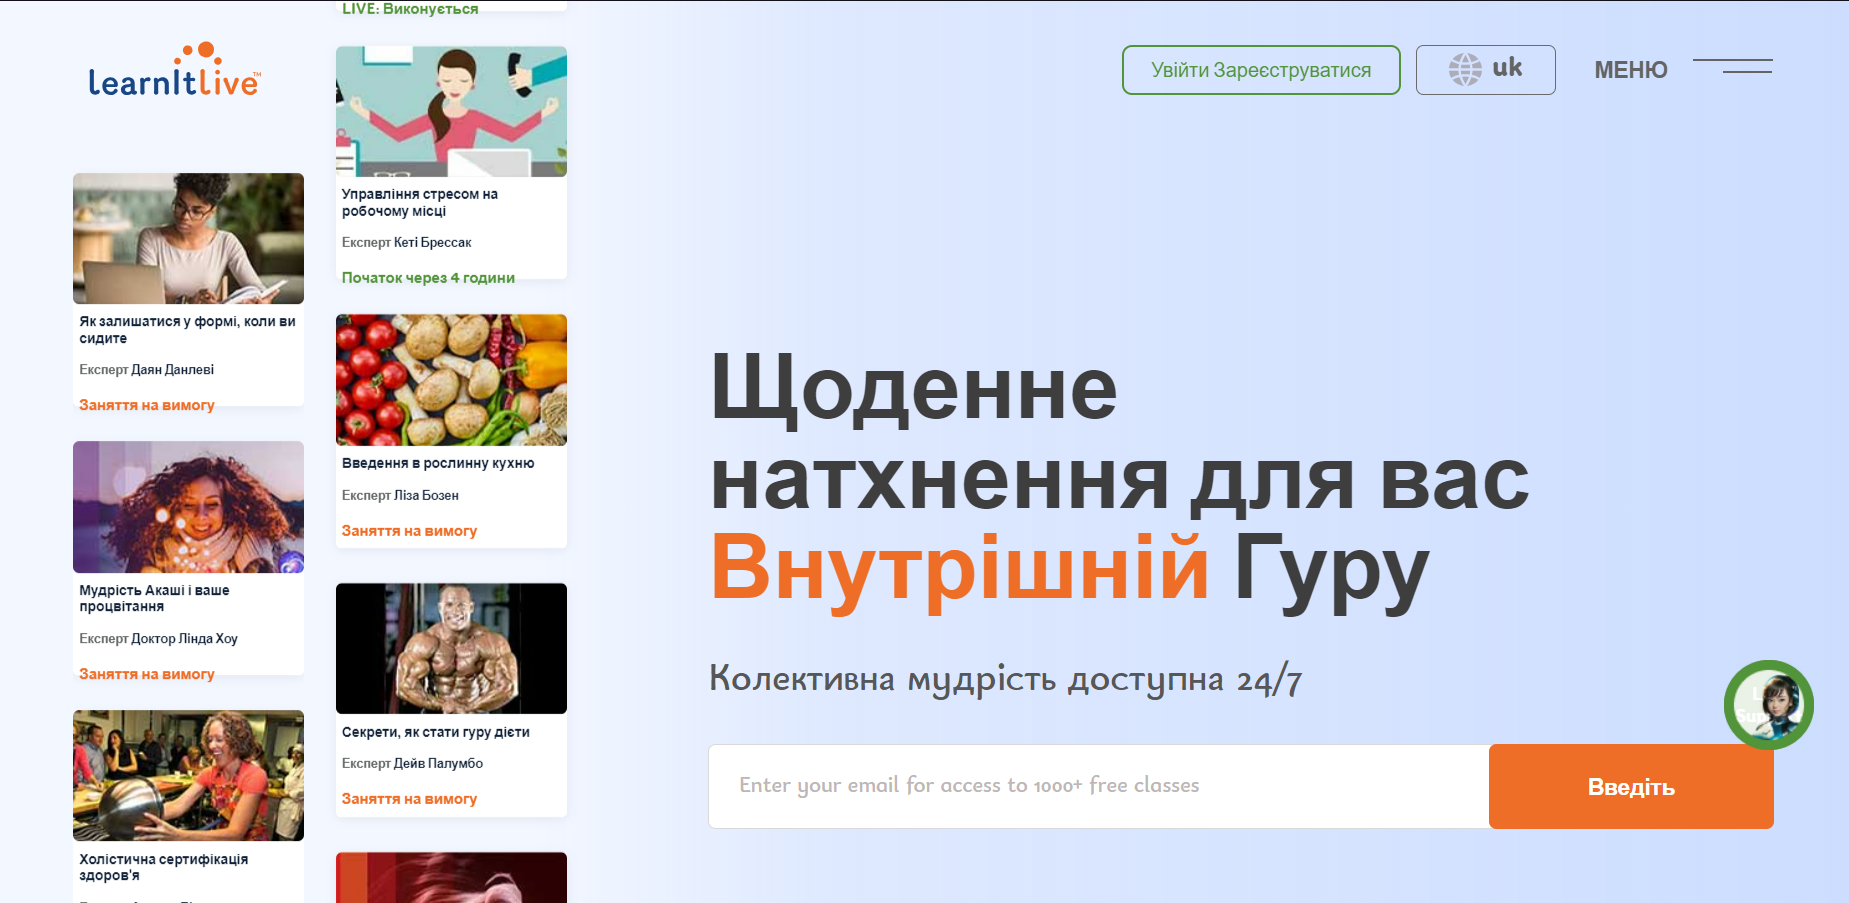 LIVE: Виконується
learnItlive™
Увійти Зареєструватися
uk
МЕНЮ
Управління стресом на
робочому місці
Експерт Кеті Брессак
Початок через 4 години
Як залишатися у формі, коли ви
сидите
Експерт Даян Данлеві
Заняття на вимогу
Введення в рослинну кухню
Експерт Ліза Бозен
Заняття на вимогу
Мудрість Акаші і ваше
процвітання
Експерт Доктор Лінда Хоу
Заняття на вимогу
Секрети, як стати гуру дієти
Експерт Дейв Палумбо
Заняття на вимогу
Холістична сертифікація
здоров'я
Щоденне
натхнення для вас
Внутрішній Гуру
Колективна мудрість доступна 24/7
Enter your email for access to 1000+ free classes
Введіть